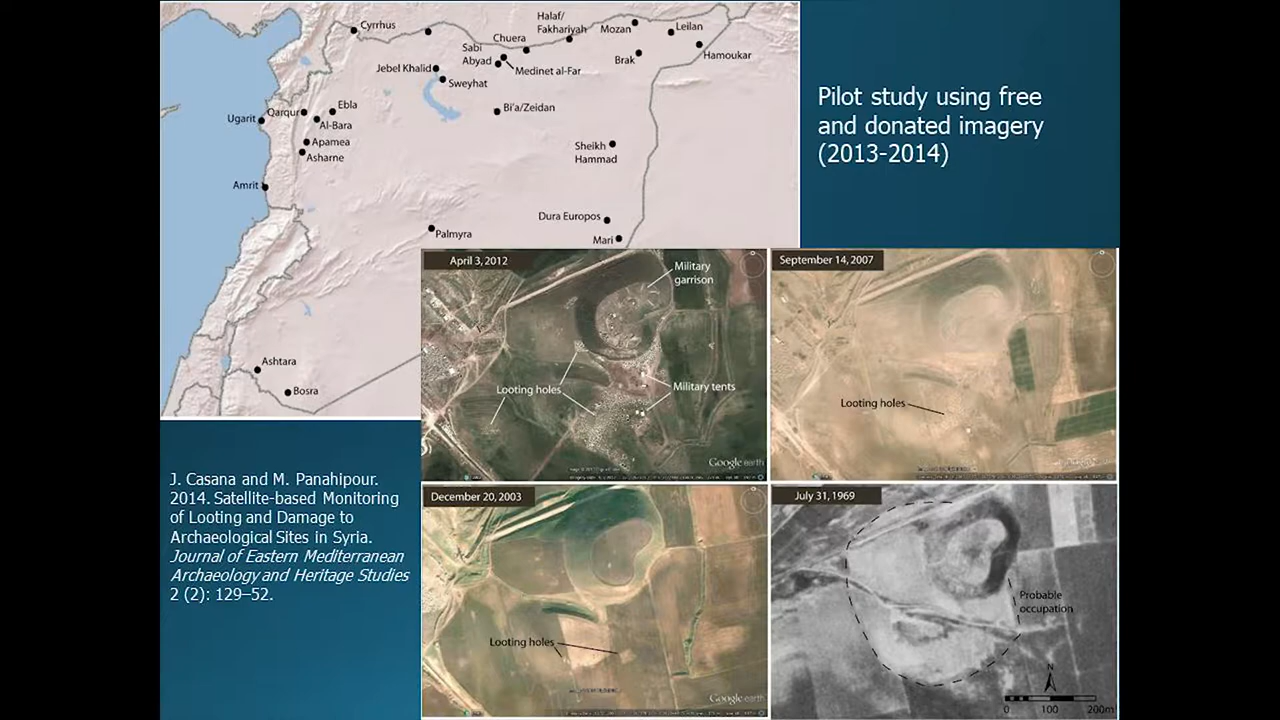 Cyrrhus
Halaf/
Fakhariyah
Mozan
Leilan
Chuera
Sabi
Abyad
Brak
Hamoukar
Jebel Khalid
Medinet al-Far
Sweyhat
Ebla
Qarqur
Bi'a/Zeidan
Ugarit
Al-Bara
Apamea
Asharne
Sheikh
Hammad
Amrit
Dura Europos
Palmyra
Mari
Ashtara
Bosra
Pilot study using free
and donated imagery
(2013-2014)
April 3, 2012
Military
garrison
Looting holes
Military tents
Google earth
September 14, 2007
Looting holes
Google earth
December 20, 2003
Looting holes
Google earth
July 31, 1969
Probable
occupation
N
0 100 200m
J. Casana and M. Panahipour.
2014. Satellite-based Monitoring
of Looting and Damage to
Archaeological Sites in Syria.
Journal of Eastern Mediterranean
Archaeology and Heritage Studies
2 (2): 129–52.